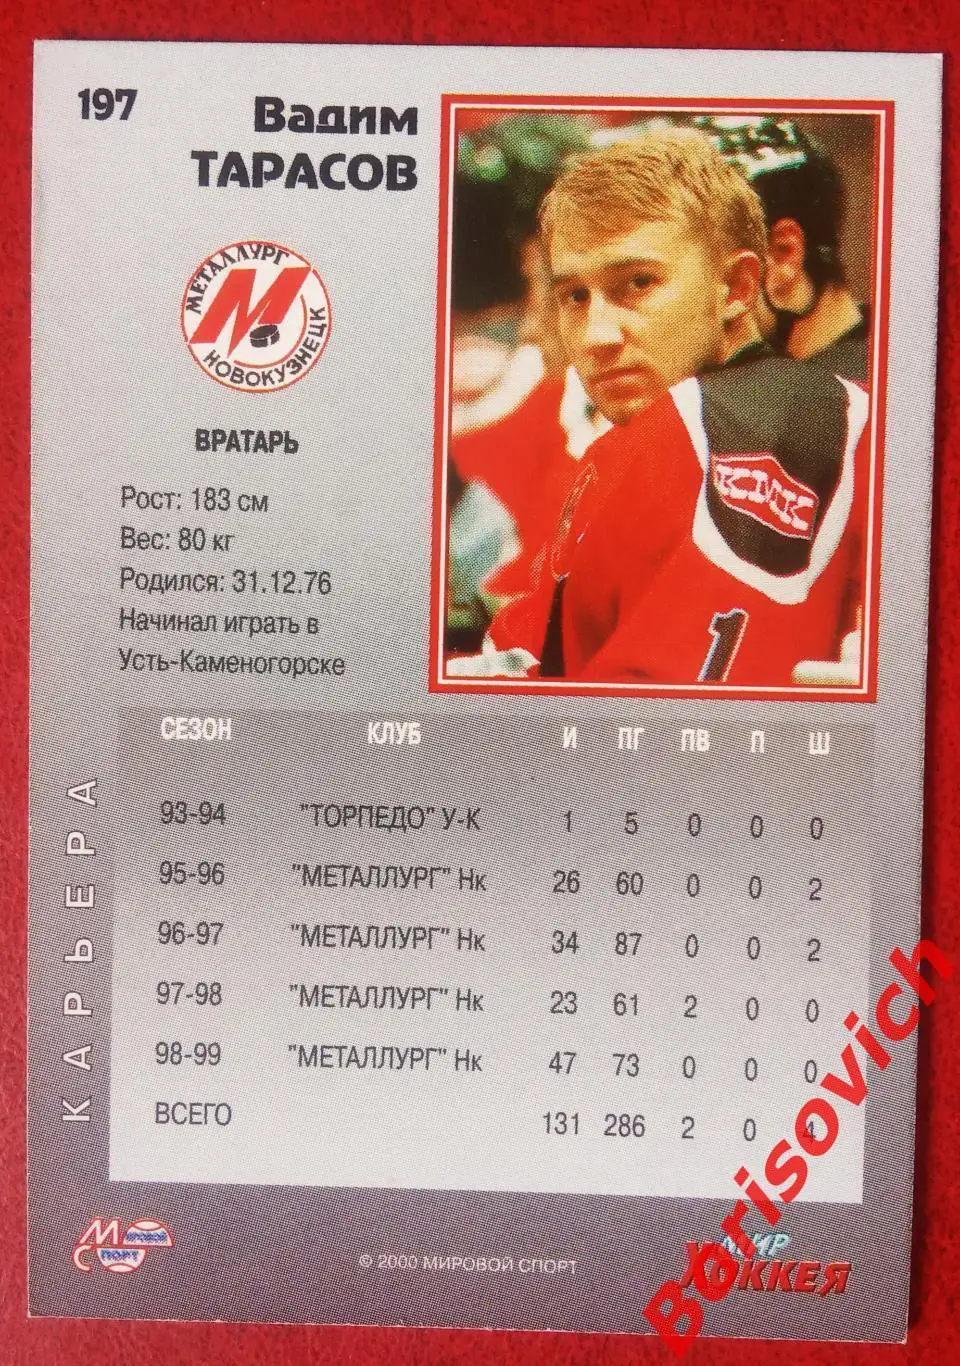 197
Вадим
ТАРАСОВ
МЕТАЛЛУРГ
М
НОВОКУЗНЕЦК
ВРАТАРЬ
Рост: 183 см
Вес: 80 кг
Родился: 31.12.76
Начинал играть в
Усть-Каменогорске
КМК
1
КАРЬЕРА
СЕЗОН КЛУБ И ПГ ПВ П Ш
93-94 "ТОРПЕДО" У-К 1 5 0 0 0
95-96 "МЕТАЛЛУРГ" Нк 26 60 0 0 2
96-97 "МЕТАЛЛУРГ" Нк 34 87 0 0 2
97-98 "МЕТАЛЛУРГ" Нк 23 61 2 0 0
98-99 "МЕТАЛЛУРГ" Нк 47 73 0 0 0
ВСЕГО 131 286 2 0 4
МИРОВОЙ
СПОРТ
© 2000 МИРОВОЙ СПОРТ
МИР
ХОККЕЯ
Borisovich